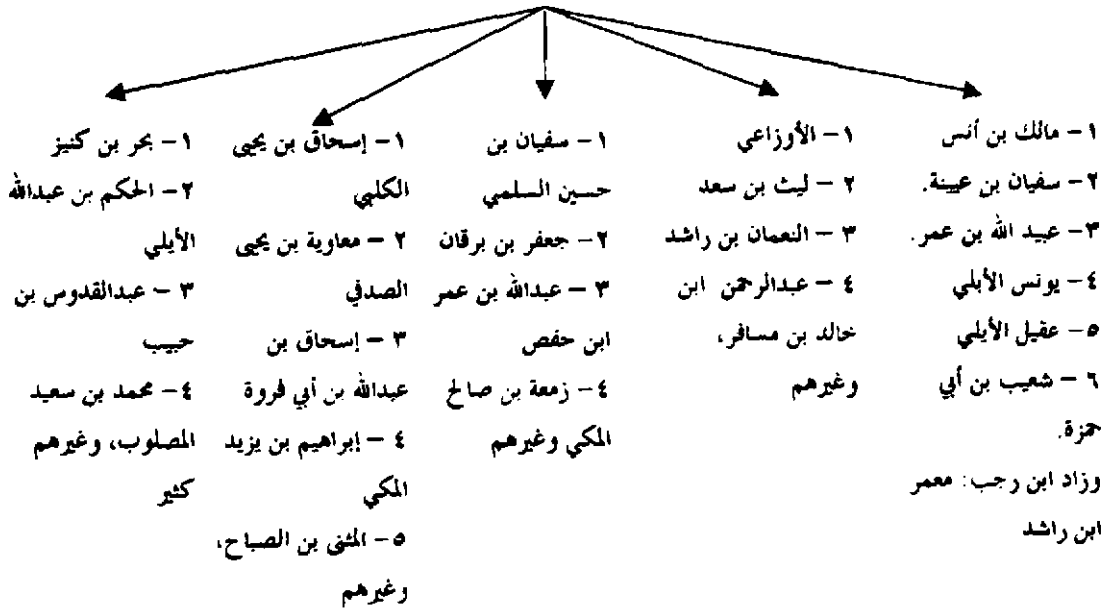 ١- مالك بن أنس
٢- سفيان بن عيينة.
٣- عبيد الله بن عمر.
٤- يونس الأيلي
٥- عقيل الأيلي
٦- شعيب بن أبي
حمزة.
وزاد ابن رجب: معمر
ابن راشد
١- الأوزاعي
٢- ليث بن سعد
٣- النعمان بن راشد
٤- عبدالرحمن ابن
خالد بن مسافر،
وغيرهم
١- سفيان بن
حسين السلمي
٢- جعفر بن برقان
٣- عبدالله بن عمر
ابن حفص
٤- زمعة بن صالح
المكي وغيرهم
١- إسحاق بن يحيى
الكلبي
٢- معاوية بن يحيى
الصدفي
٣- إسحاق بن
عبدالله بن أبي فروة
٤- إبراهيم بن يزيد
المكي
٥- المثنى بن الصباح،
وغيرهم
١- بحر بن كنيز
٢- الحكم بن عبدالله
الأيلي
٣- عبدالقدوس بن
حبيب
٤- محمد بن سعيد
المصلوب، وغيرهم
كثير